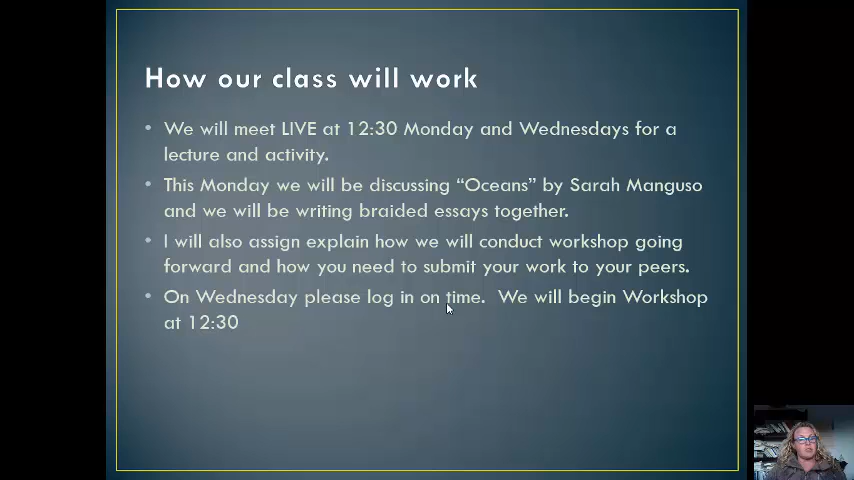 How our class will work
• We will meet LIVE at 12:30 Monday and Wednesdays for a
lecture and activity.
• This Monday we will be discussing “Oceans” by Sarah Manguso
and we will be writing braided essays together.
• I will also assign explain how we will conduct workshop going
forward and how you need to submit your work to your peers.
• On Wednesday please log in on time.  We will begin Workshop
at 12:30